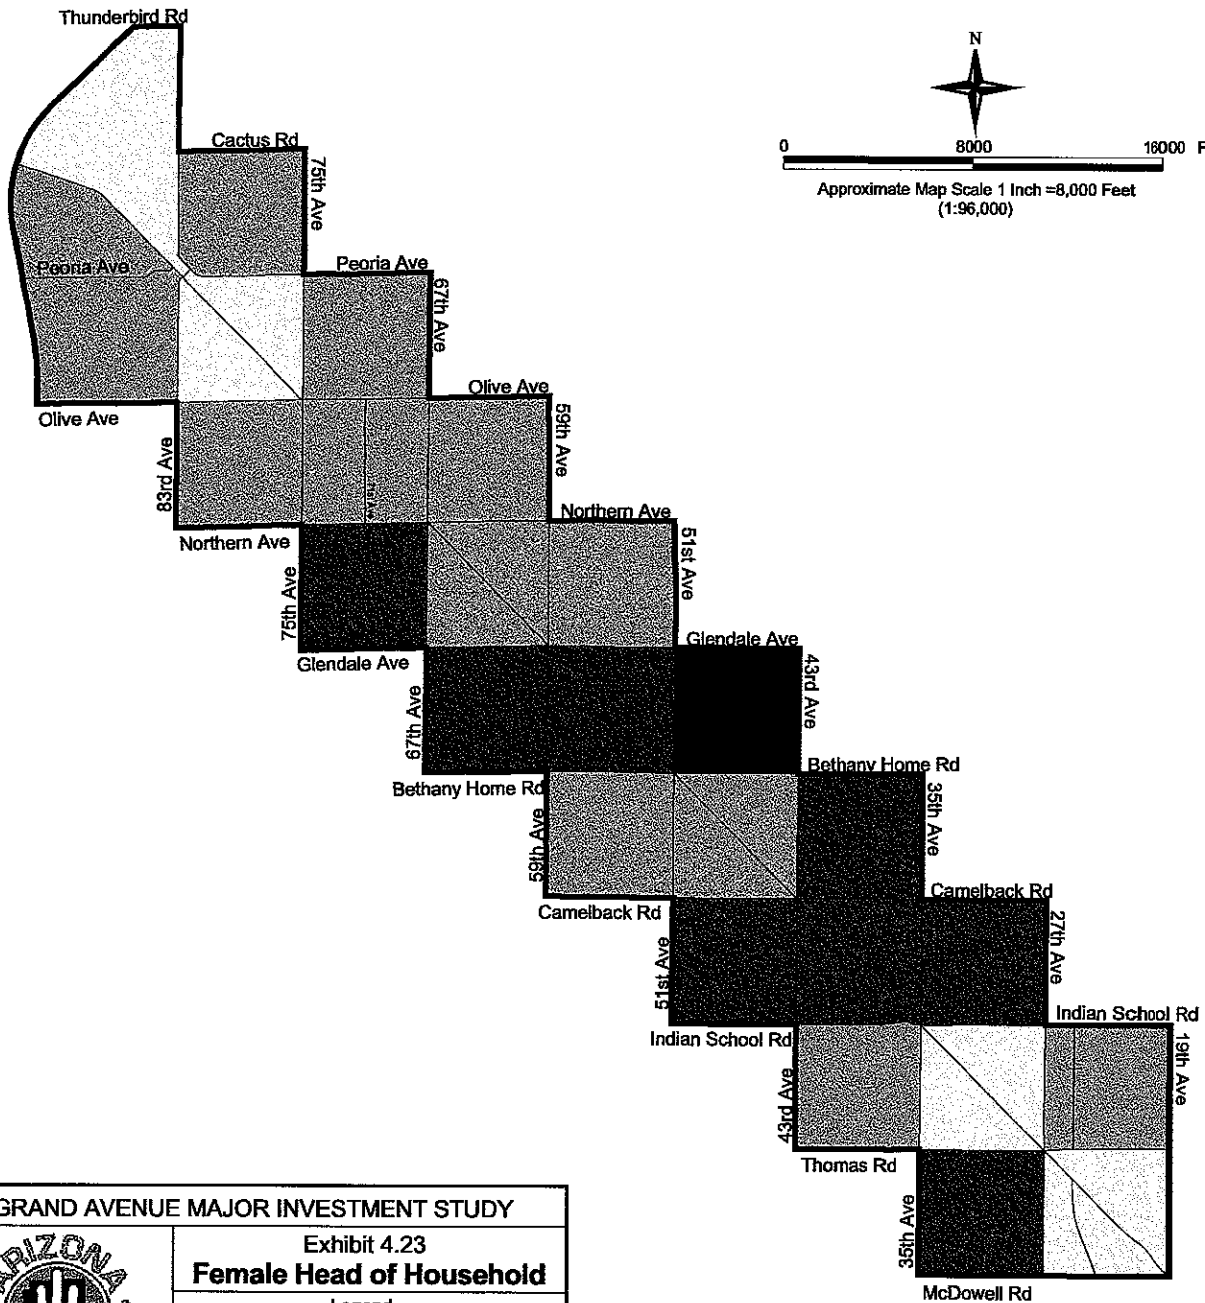 Thunderbird Rd
N
Cactus Rd
0 8000 16000 F
75th Ave
Approximate Map Scale 1 Inch =8,000 Feet
(1:96,000)
Peoria Ave
Peoria Ave
67th Ave
Olive Ave
Olive Ave
59th Ave
83rd Ave
Northern Ave
Northern Ave
51st Ave
75th Ave
Glendale Ave
Glendale Ave
43rd Ave
67th Ave
Bethany Home Rd
Bethany Home Rd
35th Ave
59th Ave
Camelback Rd
Camelback Rd
27th Ave
51st Ave
Indian School Rd
Indian School Rd
19th Ave
43rd Ave
Thomas Rd
35th Ave
McDowell Rd
GRAND AVENUE MAJOR INVESTMENT STUDY
ARIZONA
Exhibit 4.23
Female Head of Household